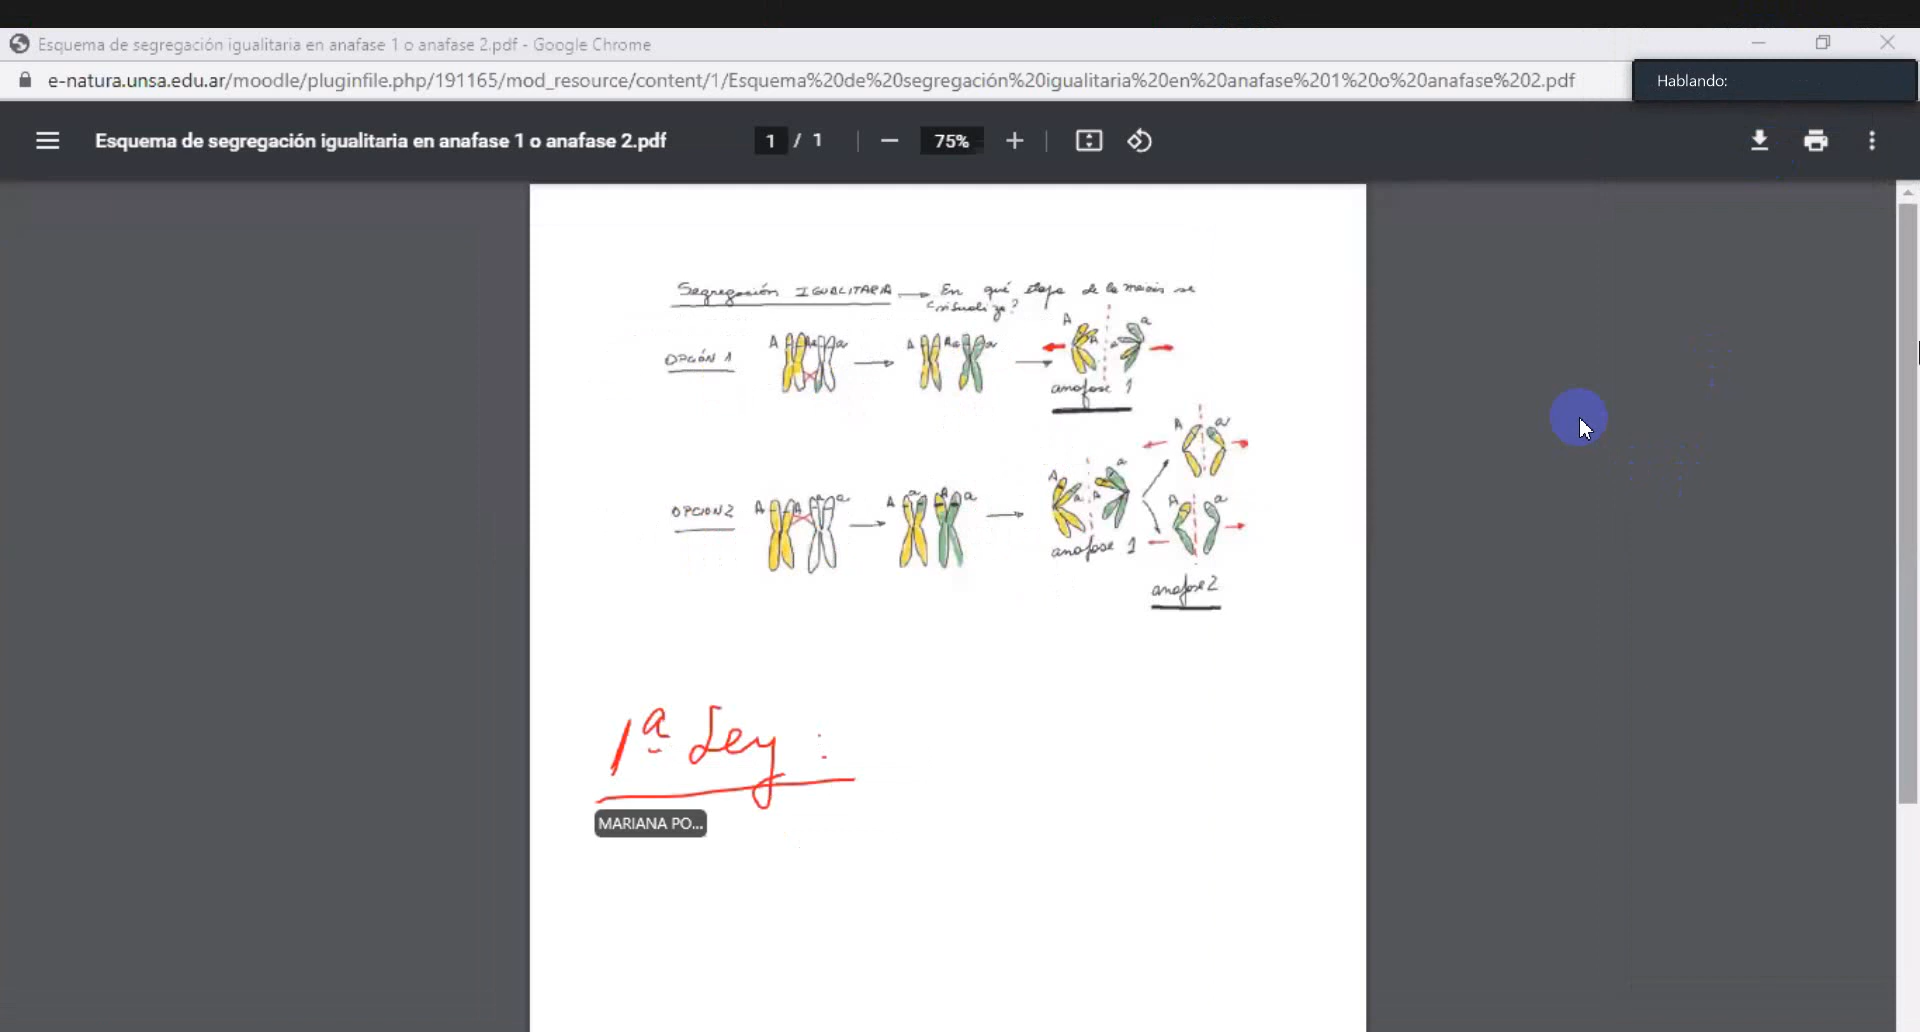 Esquema de segregación igualitaria en anafase 1 o anafase 2.pdf - Google Chrome
e-natura.unsa.edu.ar/moodle/pluginfile.php/191165/mod_resource/content/1/Esquema%20de%20segregación%20igualitaria%20en%20anafase%201%20o%20anafase%202.pdf
Hablando:
Esquema de segregación igualitaria en anafase 1 o anafase 2.pdf
1 / 1
75%
Segregación IGUALITARIA → En qué etapa de la meiosis se
visualiza?
OPCIÓN 1
A a
A a
A a
anafase 1
OPCION 2
A A a a
A a A a
A a A a
anafase 1
A a
A a
anafase 2
1ª Ley :
MARIANA PO...